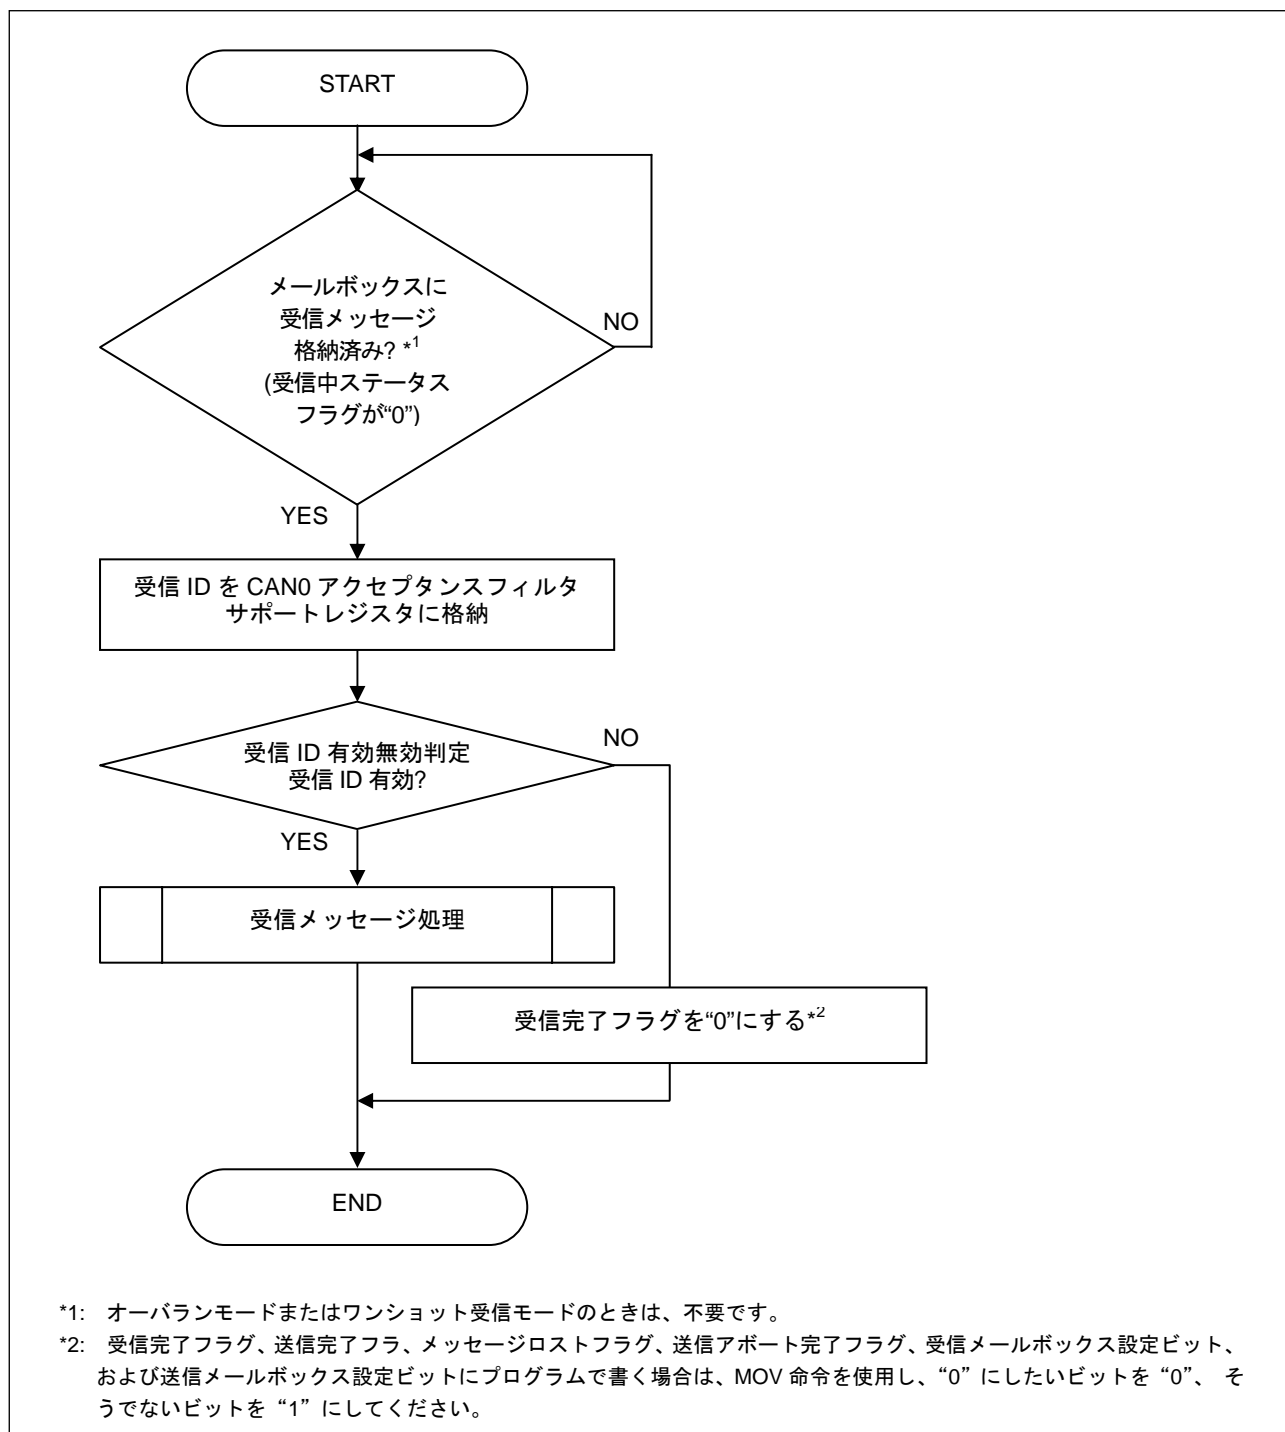 START
メールボックスに
受信メッセージ
格納済み? *1
(受信中ステータス
フラグが“0”)
NO
YES
受信 ID を CAN0 アクセプタンスフィルタ
サポートレジスタに格納
受信 ID 有効無効判定
受信 ID 有効?
NO
YES
受信メッセージ処理
受信完了フラグを“0”にする*2
END
*1: オーバランモードまたはワンショット受信モードのときは、不要です。
*2: 受信完了フラグ、送信完了フラ、メッセージロストフラグ、送信アボート完了フラグ、受信メールボックス設定ビット、
および送信メールボックス設定ビットにプログラムで書く場合は、MOV 命令を使用し、“0” にしたいビットを “0”、 そ
うでないビットを “1” にしてください。